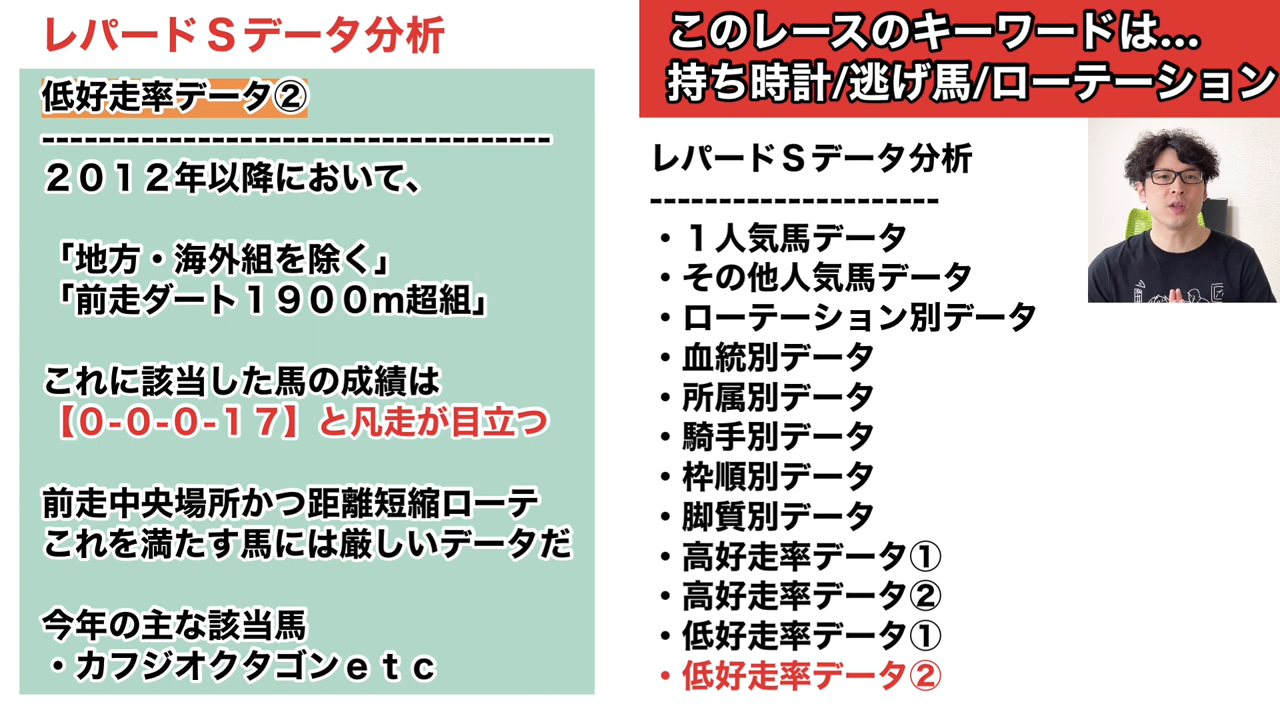 レパードＳデータ分析
低好走率データ②
-------------------------------------
２０１２年以降において、
「地方・海外組を除く」
「前走ダート１９００ｍ超組」
これに該当した馬の成績は
【０-０-０-１７】と凡走が目立つ
前走中央場所かつ距離短縮ローテ
これを満たす馬には厳しいデータだ
今年の主な該当馬
・カフジオクタゴンｅｔｃ
このレースのキーワードは...
持ち時計/逃げ馬/ローテーション
レパードＳデータ分析
---------------------
・１人気馬データ
・その他人気馬データ
・ローテーション別データ
・血統別データ
・所属別データ
・騎手別データ
・枠順別データ
・脚質別データ
・高好走率データ①
・高好走率データ②
・低好走率データ①
・低好走率データ②